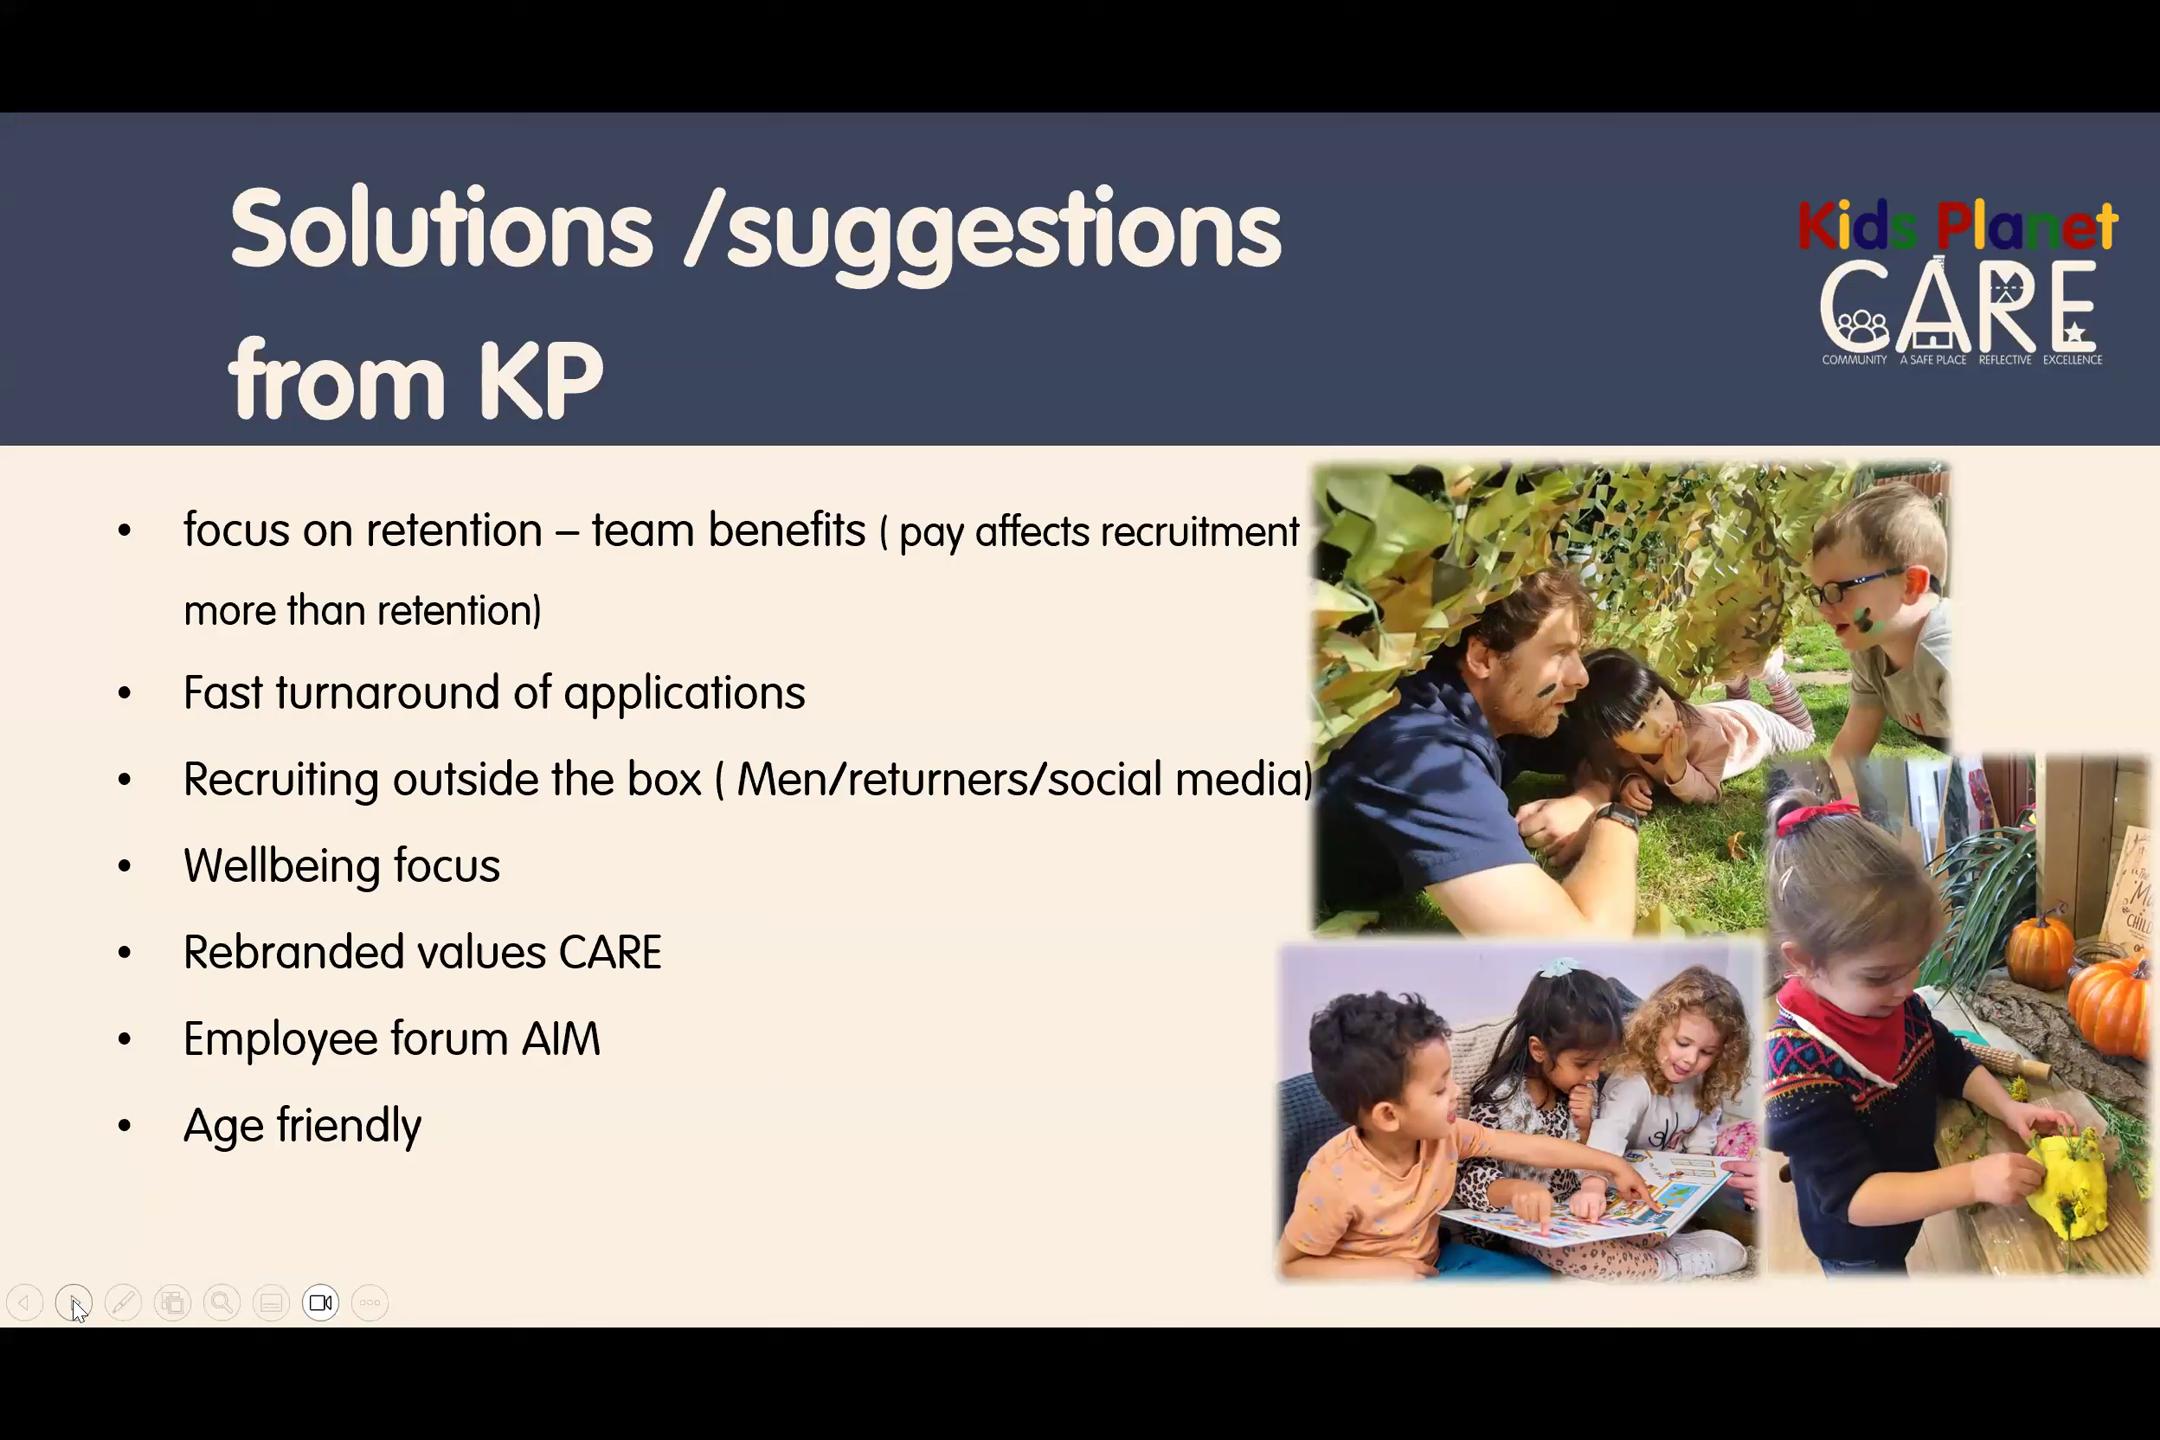 Solutions /suggestions
from KP
Kids Planet
CARE
COMMUNITY A SAFE PLACE REFLECTIVE EXCELLENCE
• focus on retention – team benefits ( pay affects recruitment
more than retention)
• Fast turnaround of applications
• Recruiting outside the box ( Men/returners/social media)
• Wellbeing focus
• Rebranded values CARE
• Employee forum AIM
• Age friendly